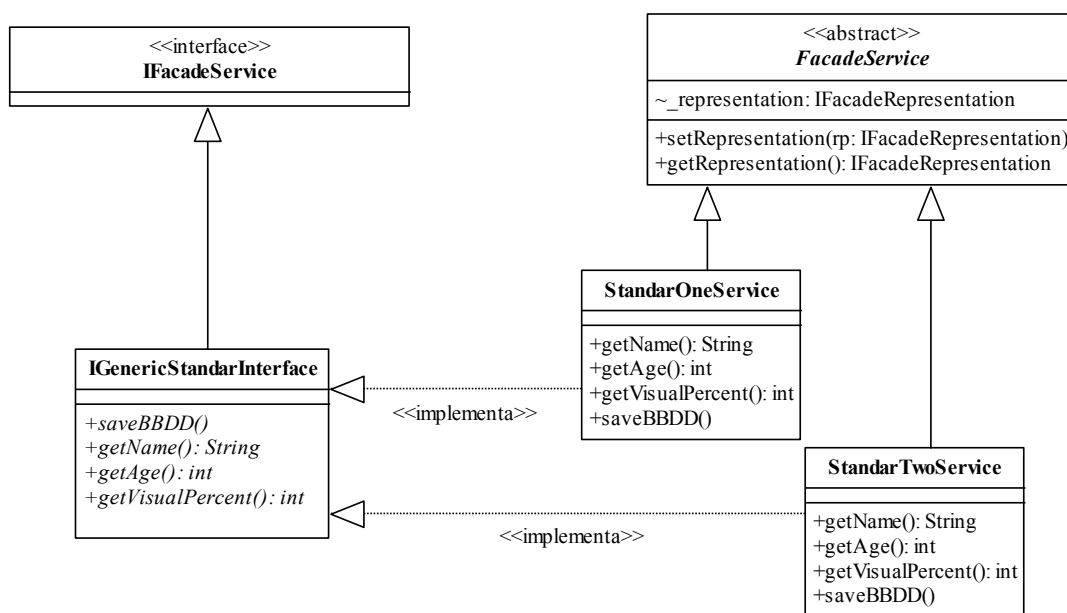 <<interface>>
IFacadeService
<<abstract>>
FacadeService
~_representation: IFacadeRepresentation
+setRepresentation(rp: IFacadeRepresentation)
+getRepresentation(): IFacadeRepresentation
StandarOneService
+getName(): String
+getAge(): int
+getVisualPercent(): int
+saveBBDD()
IGenericStandarInterface
+saveBBDD()
+getName(): String
+getAge(): int
+getVisualPercent(): int
<<implementa>>
StandarTwoService
+getName(): String
+getAge(): int
+getVisualPercent(): int
+saveBBDD()
<<implementa>>